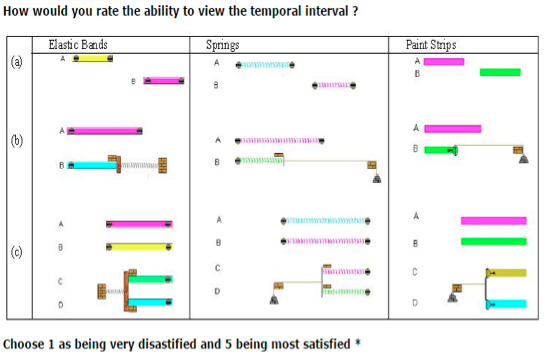 How would you rate the ability to view the temporal interval ?
Elastic Bands Springs Paint Strips
(a) A A A
B B B
(b) A A A
B B B
(c) A A A
B B B
C C C
D D D
Choose 1 as being very disastified and 5 being most satisfied *